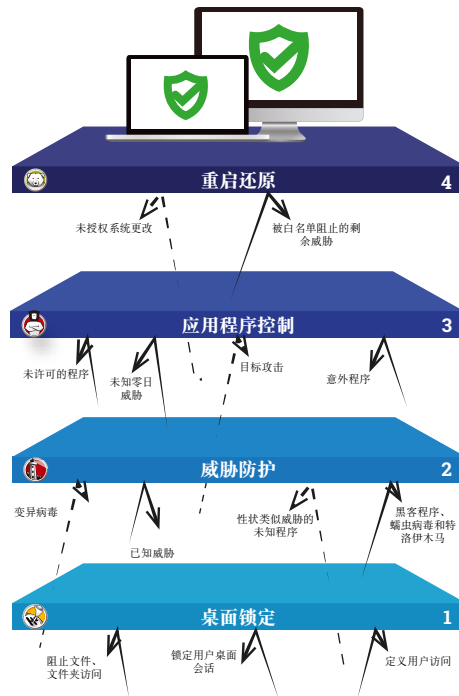 重启还原
4
未授权系统更改
被白名单阻止的剩
余威胁
应用程序控制
3
未许可的程序
未知零日
威胁
目标攻击
意外程序
威胁防护
2
变异病毒
已知威胁
性状类似威胁的
未知程序
黑客程序、
蠕虫病毒和特
洛伊木马
桌面锁定
1
阻止文件、
文件夹访问
锁定用户桌面
会话
定义用户访问